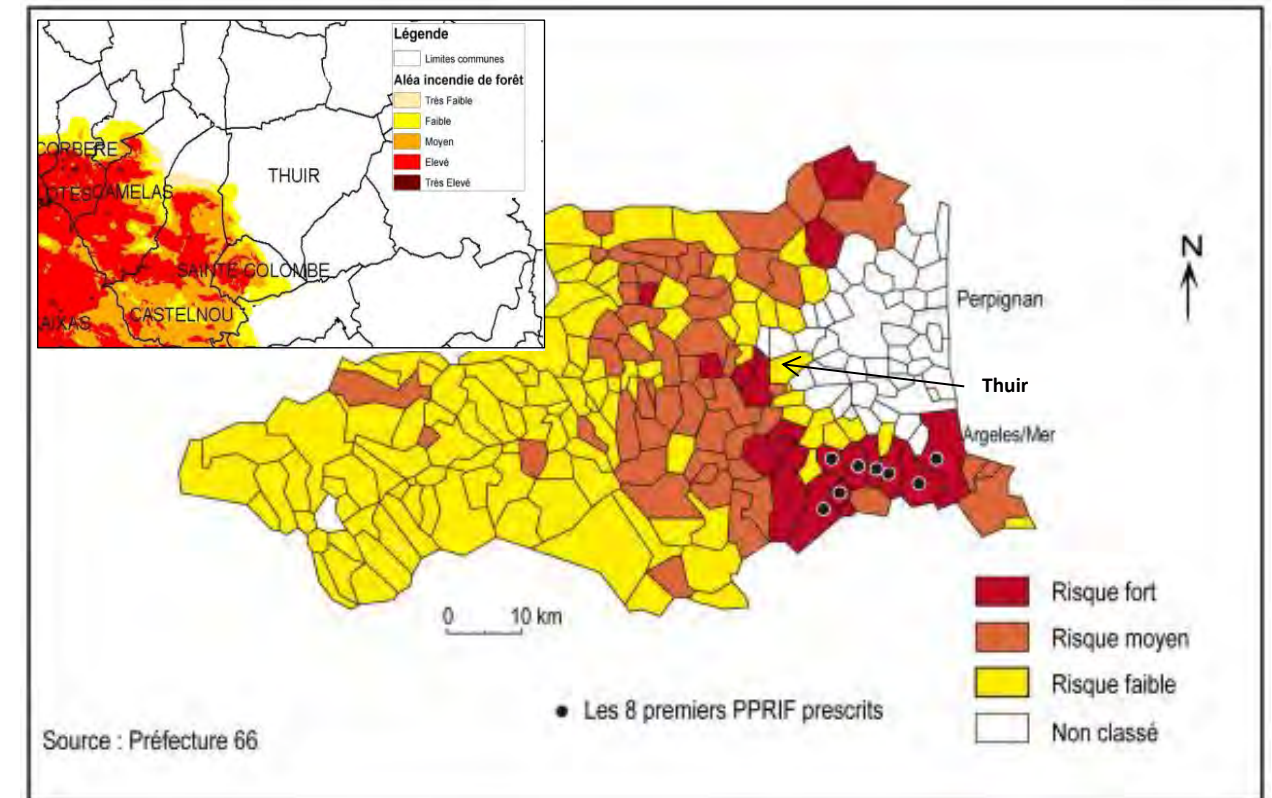 Légende
Limites communes
Aléa incendie de forêt
Très Faible
Faible
Moyen
Elevé
Très Elevé
CORBERE
THUIR
CAMELAS
SAINTE COLOMBE
CASTELNOU
N
Perpignan
Thuir
Argeles/Mer
0 10 km
Risque fort
Risque moyen
Risque faible
Non classé
Les 8 premiers PPRIF prescrits
Source : Préfecture 66